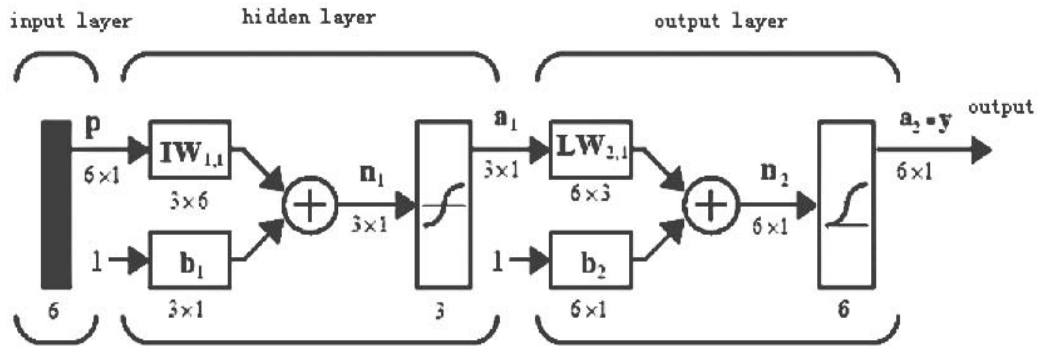 input layer
hidden layer
output layer
p
6×1
IW1,1
3×6
1
b1
3×1
6
n1
3×1
3
a1
3×1
LW2,1
6×3
1
b2
6×1
n2
6×1
6
a2=y
6×1
output